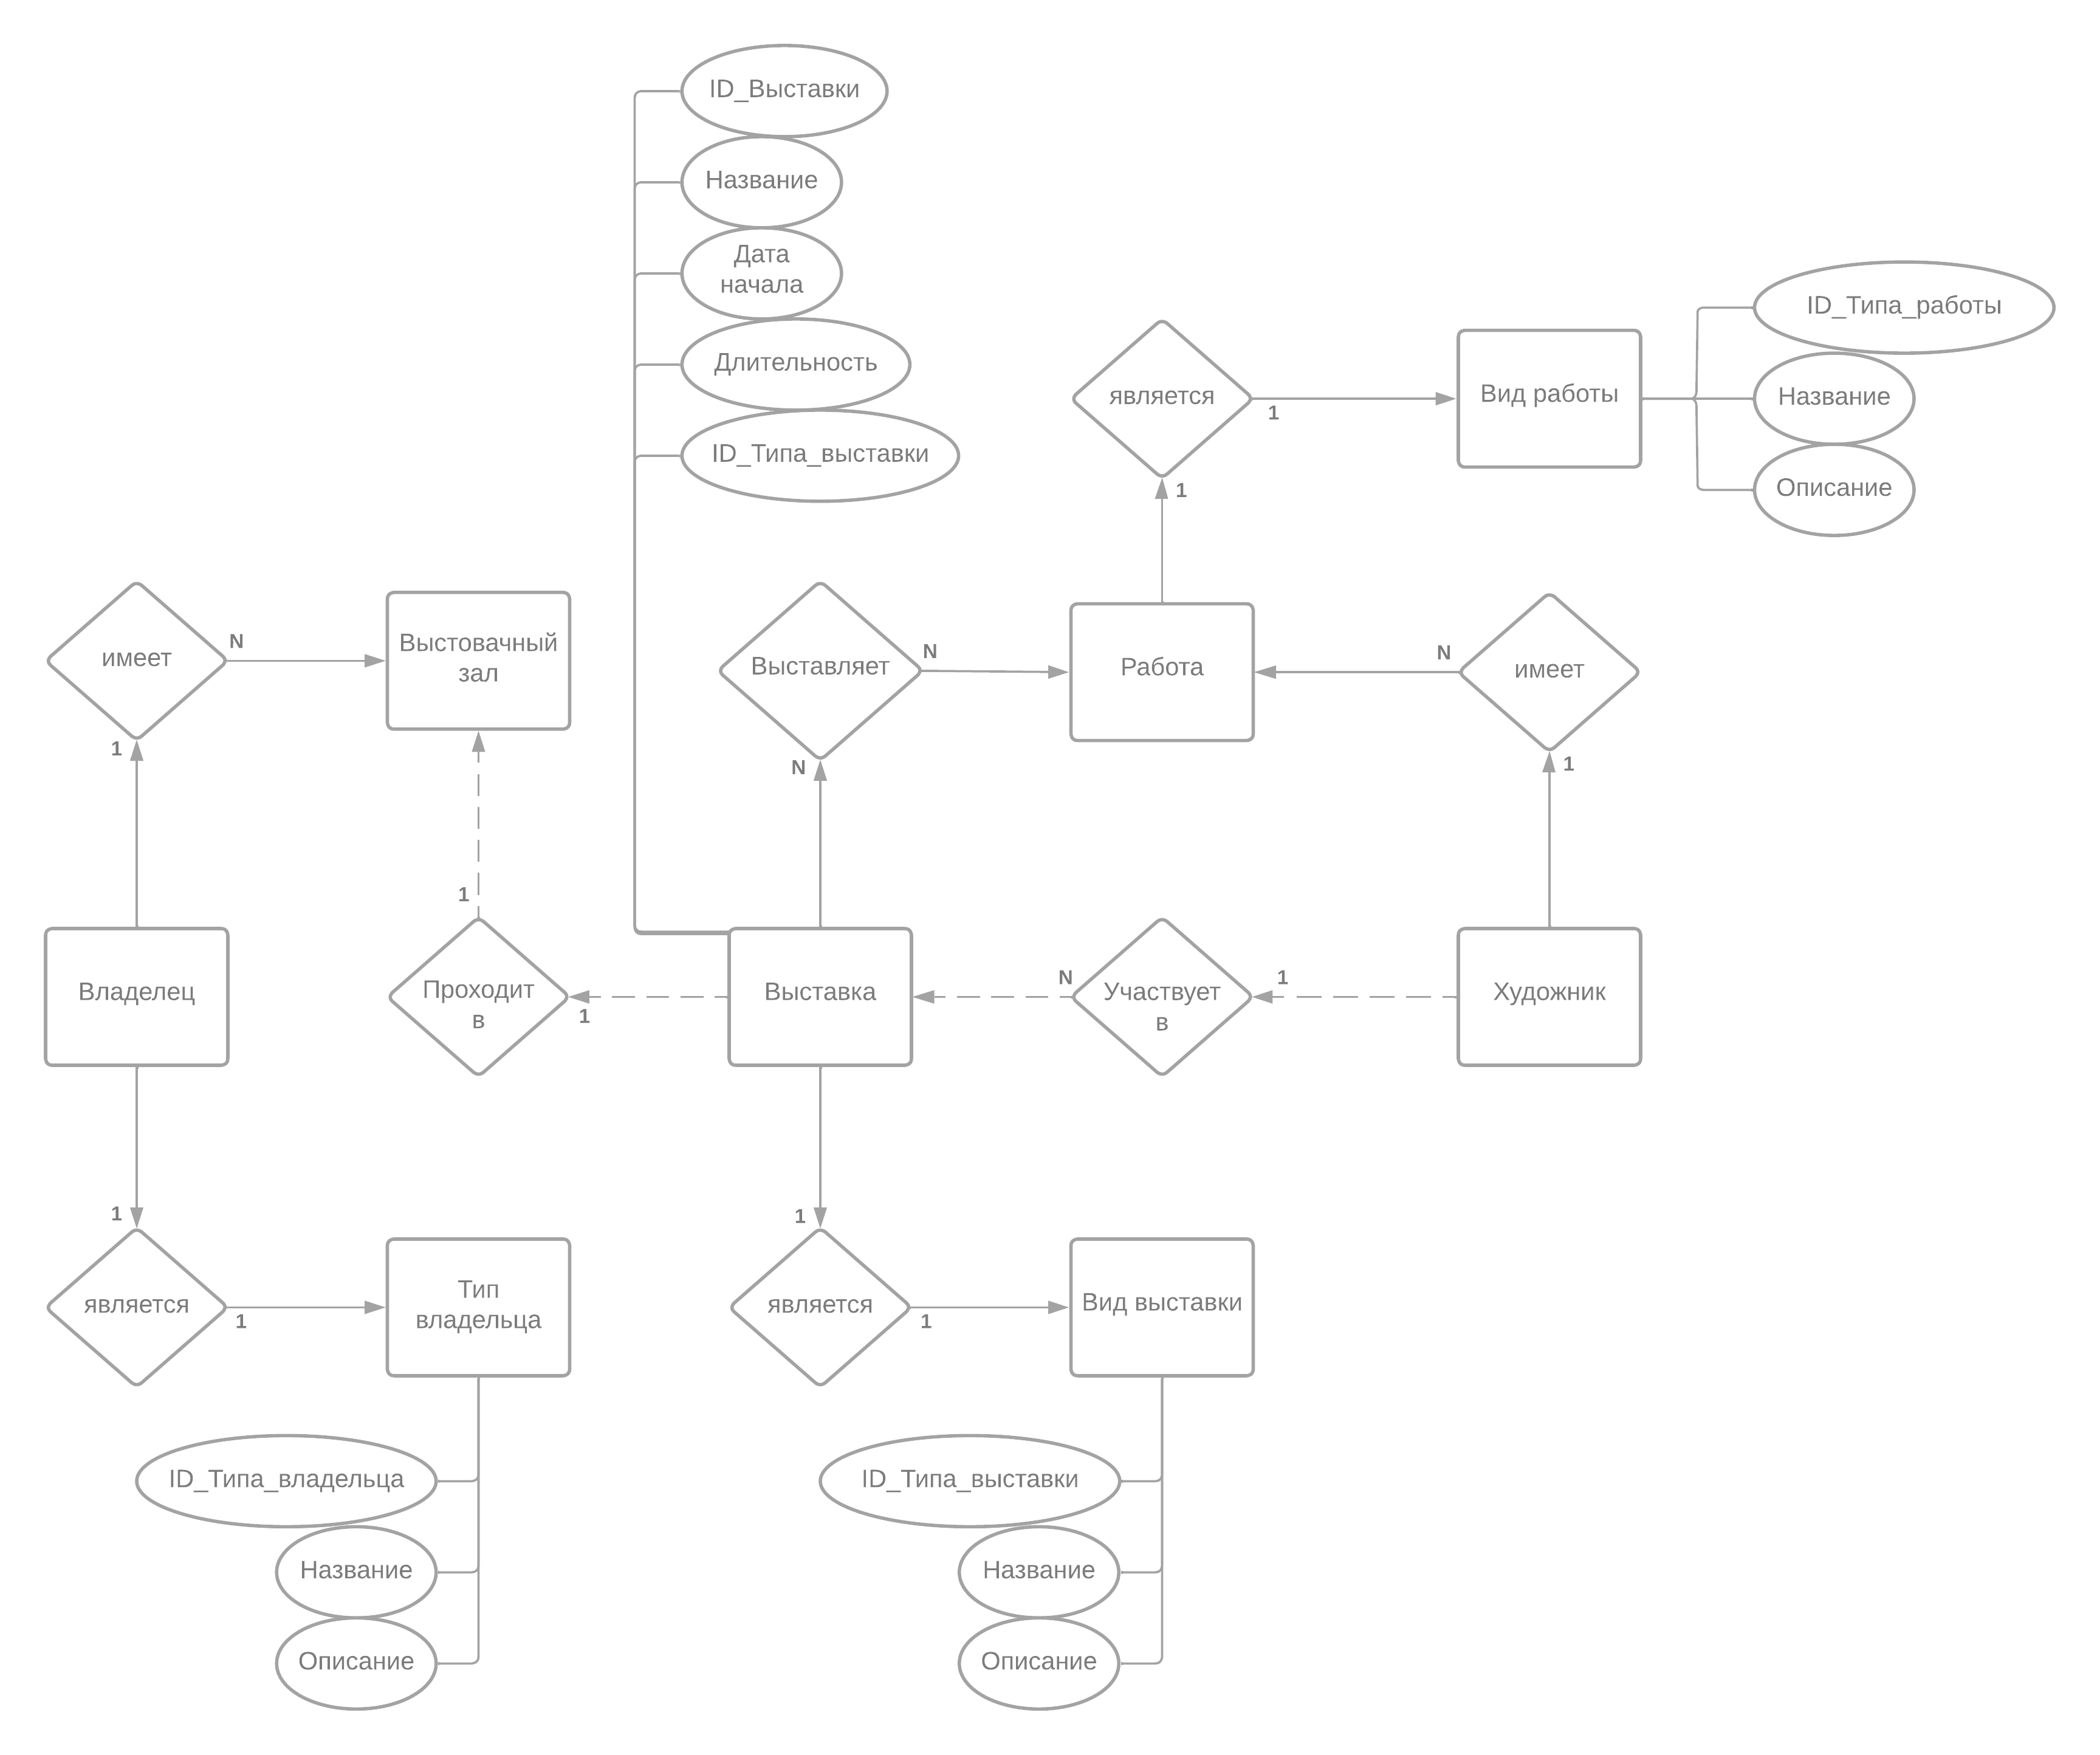 ID_Выставки
Название
Дата
начала
Длительность
ID_Типа_выставки
ID_Типа_работы
Название
Описание
является
1
1
Вид работы
имеет
N
1
Выстовачный
зал
Выставляет
N
N
Работа
N
имеет
1
Владелец
1
Проходит
в
1
Выставка
N
Участвует
в
1
Художник
1
является
1
Тип
владельца
1
является
1
Вид выставки
ID_Типа_владельца
Название
Описание
ID_Типа_выставки
Название
Описание